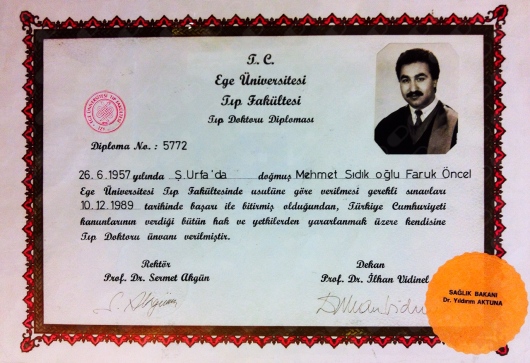 T. C.
Ege Üniversitesi
Tıp Fakültesi
Tıp Doktoru Diploması
Diploma No. : 5772
26.6.1957 yılında Ş.Urfa'da doğmuş Mehmet Sıdık oğlu Faruk Öncel
Ege Üniversitesi Tıp Fakültesinde usulüne göre verilmesi gerekli sınavları
10.12.1989 tarihinde başarı ile bitirmiş olduğundan, Türkiye Cumhuriyeti
kanunlarının verdiği bütün hak ve yetkilerden yararlanmak üzere kendisine
Tıp Doktoru ünvanı verilmiştir.
Rektör
Prof. Dr. Sermet Akgün
Dekan
Prof. Dr. İlhan Vidinel
SAĞLIK BAKANI
Dr. Yıldırım AKTUNA